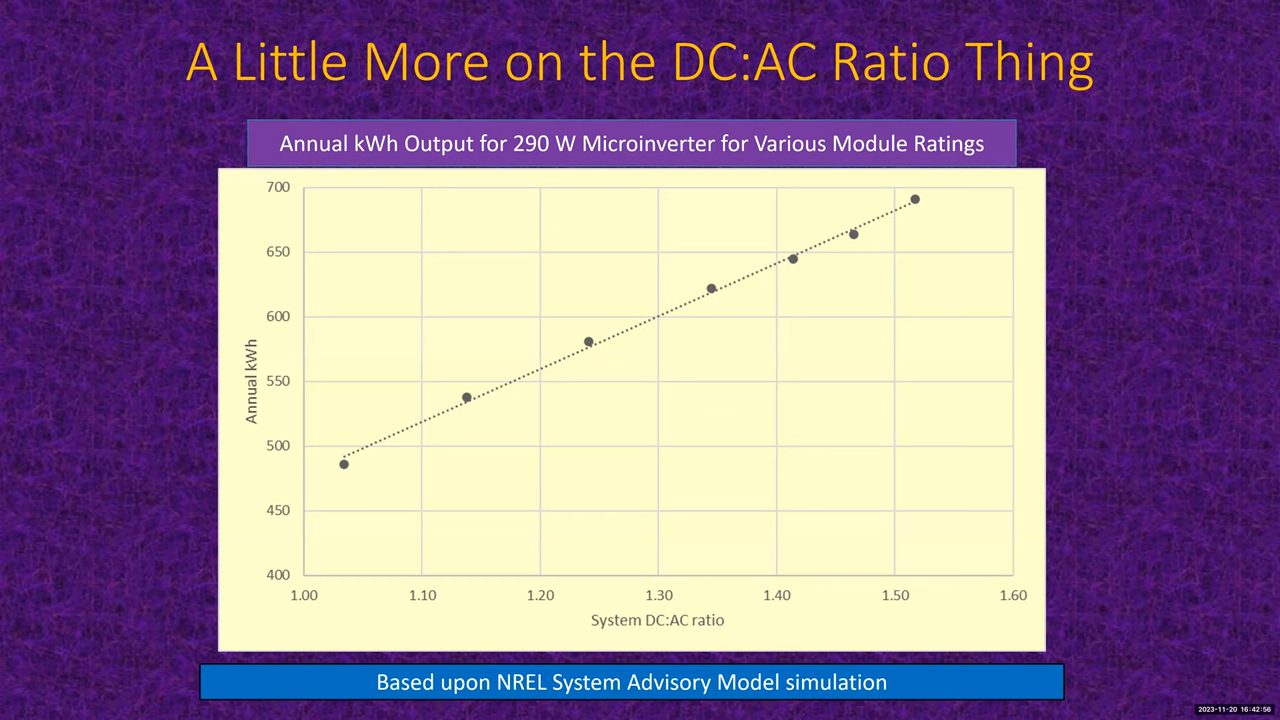 A Little More on the DC:AC Ratio Thing
Annual kWh Output for 290 W Microinverter for Various Module Ratings
700
650
600
550
500
450
400
Annual kWh
1.00 1.10 1.20 1.30 1.40 1.50 1.60
System DC:AC ratio
Based upon NREL System Advisory Model simulation
2023-11-20 16:42:56